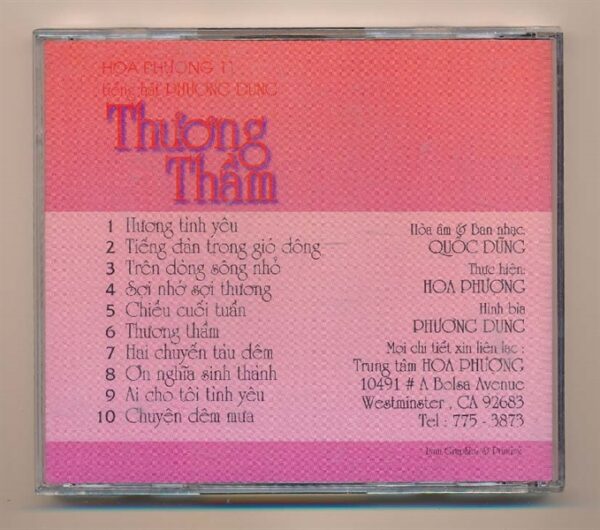 HOA PHƯỢNG 11
tiếng hát PHƯƠNG DUNG
Thương
Thầm
1 Hương tình yêu
2 Tiếng đàn trong gió đông
3 Trên dòng sông nhỏ
4 Sợi nhớ sợi thương
5 Chiều cuối tuần
6 Thương thầm
7 Hai chuyến tàu đêm
8 Ơn nghĩa sinh thành
9 Ai cho tôi tình yêu
10 Chuyện đêm mưa
Hòa âm & Ban nhạc:
QUỐC DŨNG
Thực hiện:
HOA PHƯỢNG
Hình bìa
PHƯƠNG DUNG
Mọi chi tiết xin liên lạc :
Trung tâm HOA PHƯỢNG
10491 # A Bolsa Avenue
Westminster , CA 92683
Tel : 775 - 3873
Graphics & Printing